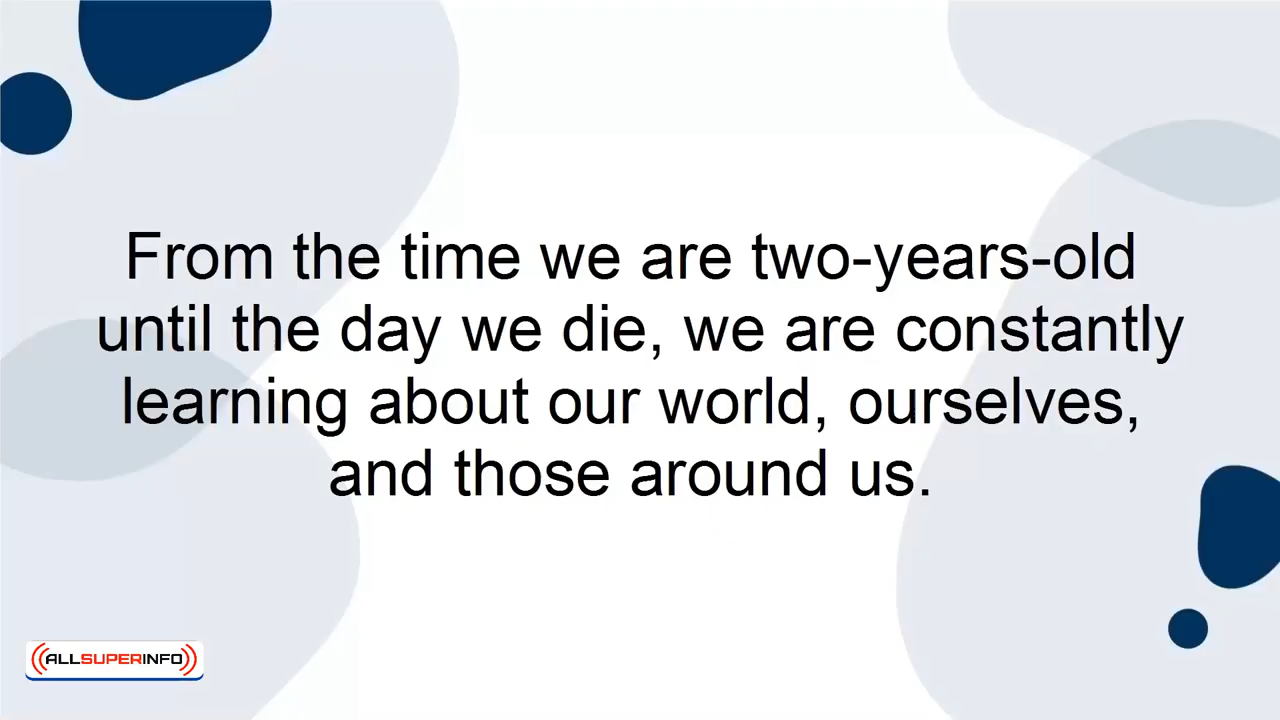 From the time we are two-years-old
until the day we die, we are constantly
learning about our world, ourselves,
and those around us.
ALLSUPERINFO